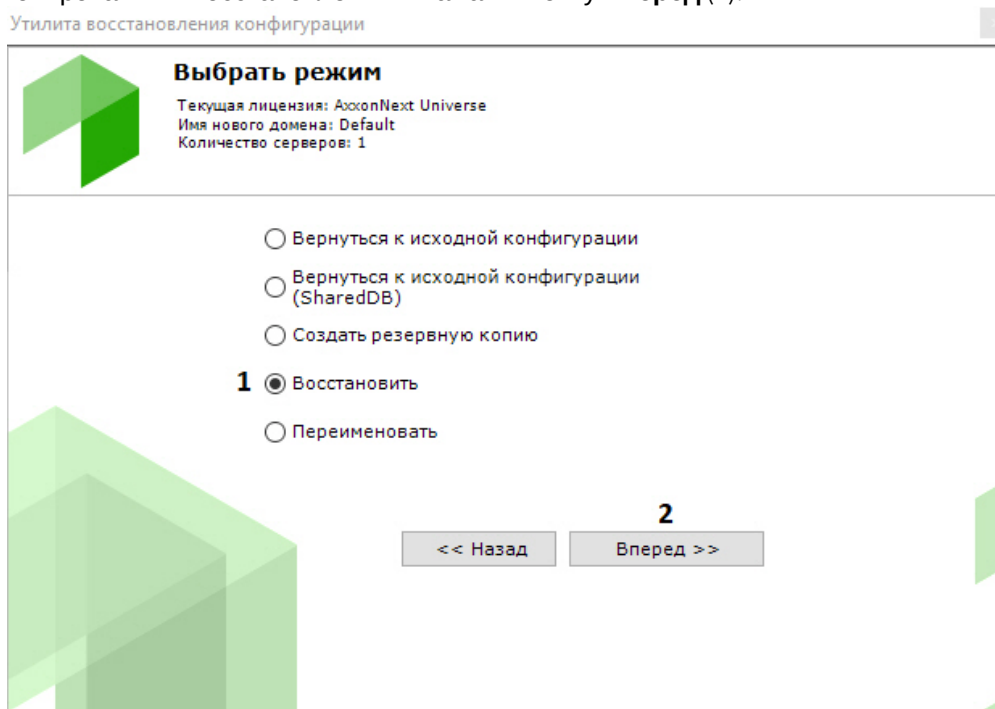 Утилита восстановления конфигурации
Выбрать режим
Текущая лицензия: AxxonNext Universe
Имя нового домена: Default
Количество серверов: 1
Вернуться к исходной конфигурации
Вернуться к исходной конфигурации
(SharedDB)
Создать резервную копию
1 Восстановить
Переименовать
2
<< Назад Вперед >>